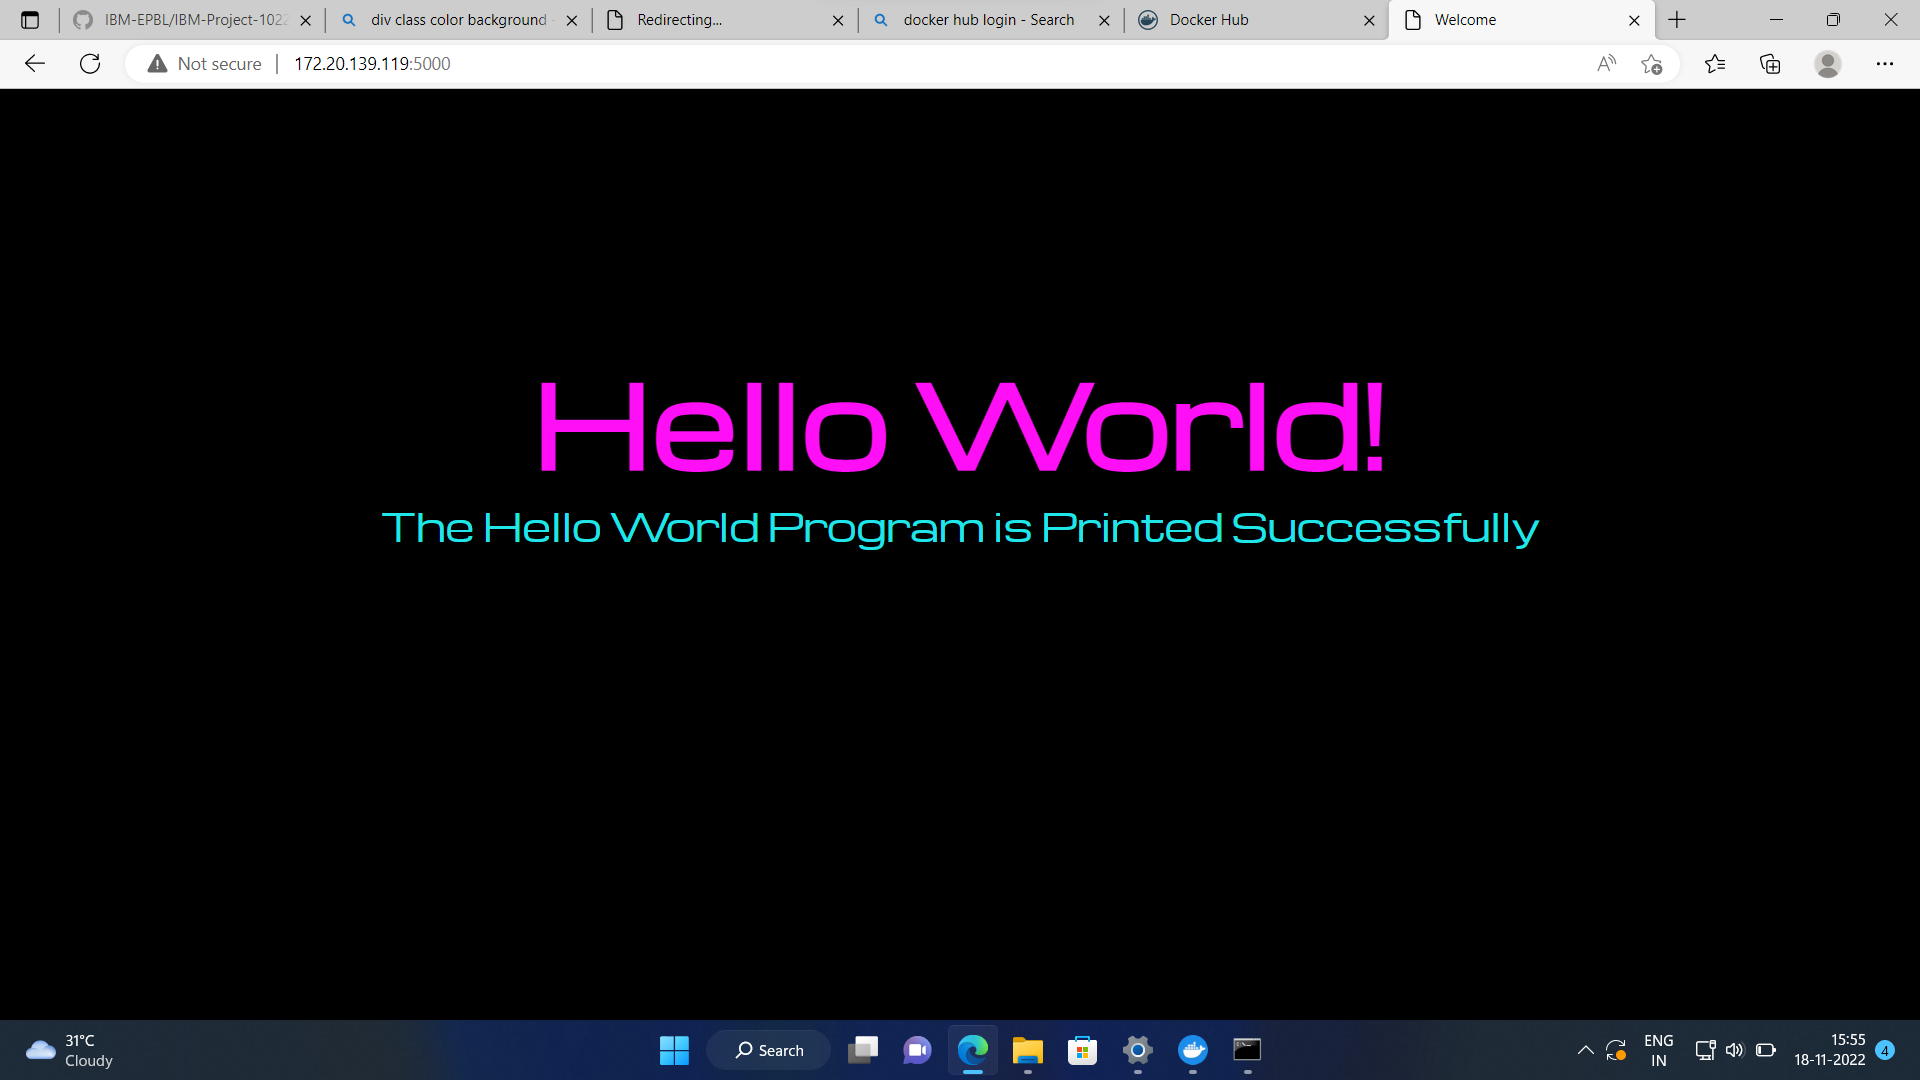 IBM-EPBL/IBM-Project-1022
div class color background
Redirecting...
docker hub login - Search
Docker Hub
Welcome
Not secure
172.20.139.119:5000
Hello World!
The Hello World Program is Printed Successfully
31°C
Cloudy
Search
ENG
IN
15:55
18-11-2022
4